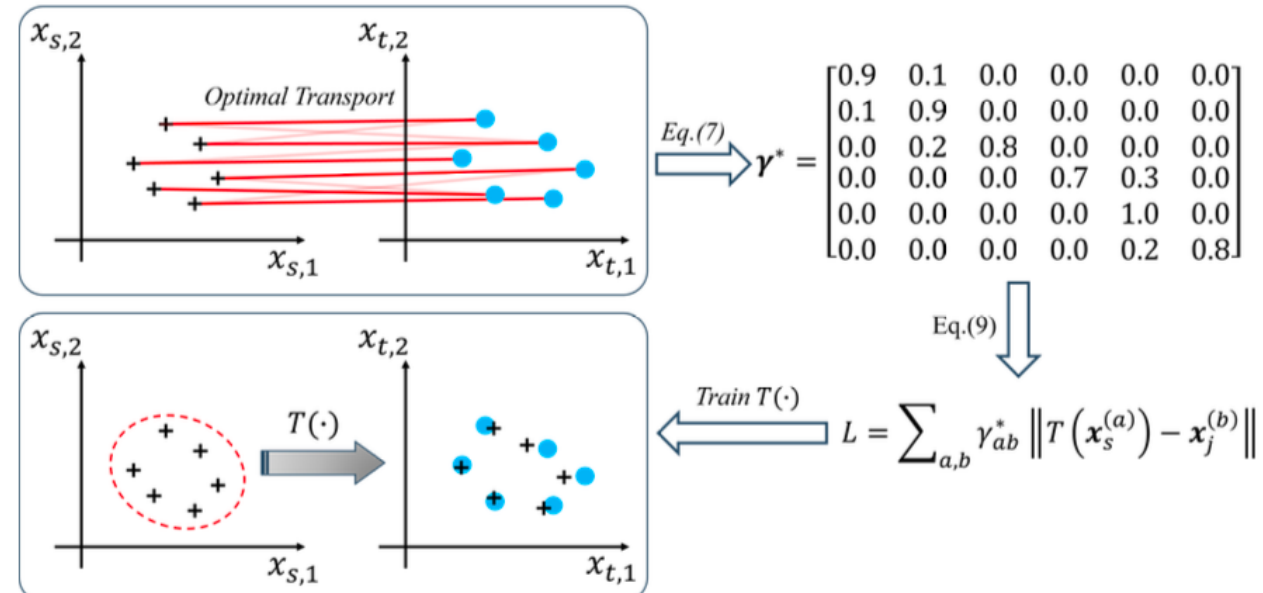 x_{s,2}
x_{t,2}
Optimal Transport
x_{s,1}
x_{t,1}
Eq.(7)
γ* =
[0.9 0.1 0.0 0.0 0.0 0.0]
[0.1 0.9 0.0 0.0 0.0 0.0]
[0.0 0.2 0.8 0.0 0.0 0.0]
[0.0 0.0 0.0 0.7 0.3 0.0]
[0.0 0.0 0.0 0.0 1.0 0.0]
[0.0 0.0 0.0 0.0 0.2 0.8]
Eq.(9)
x_{s,2}
x_{t,2}
T(·)
x_{s,1}
x_{t,1}
Train T(·)
L = ∑_{a,b} γ*_{ab} ‖T(x_s^{(a)}) − x_j^{(b)}‖